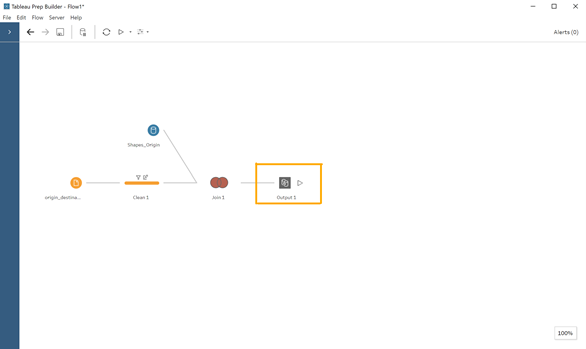 Tableau Prep Builder - Flow1*
File Edit Flow Server Help
Alerts (0)
Shapes_Origin
origin_destina...
Clean 1
Join 1
Output 1
100%